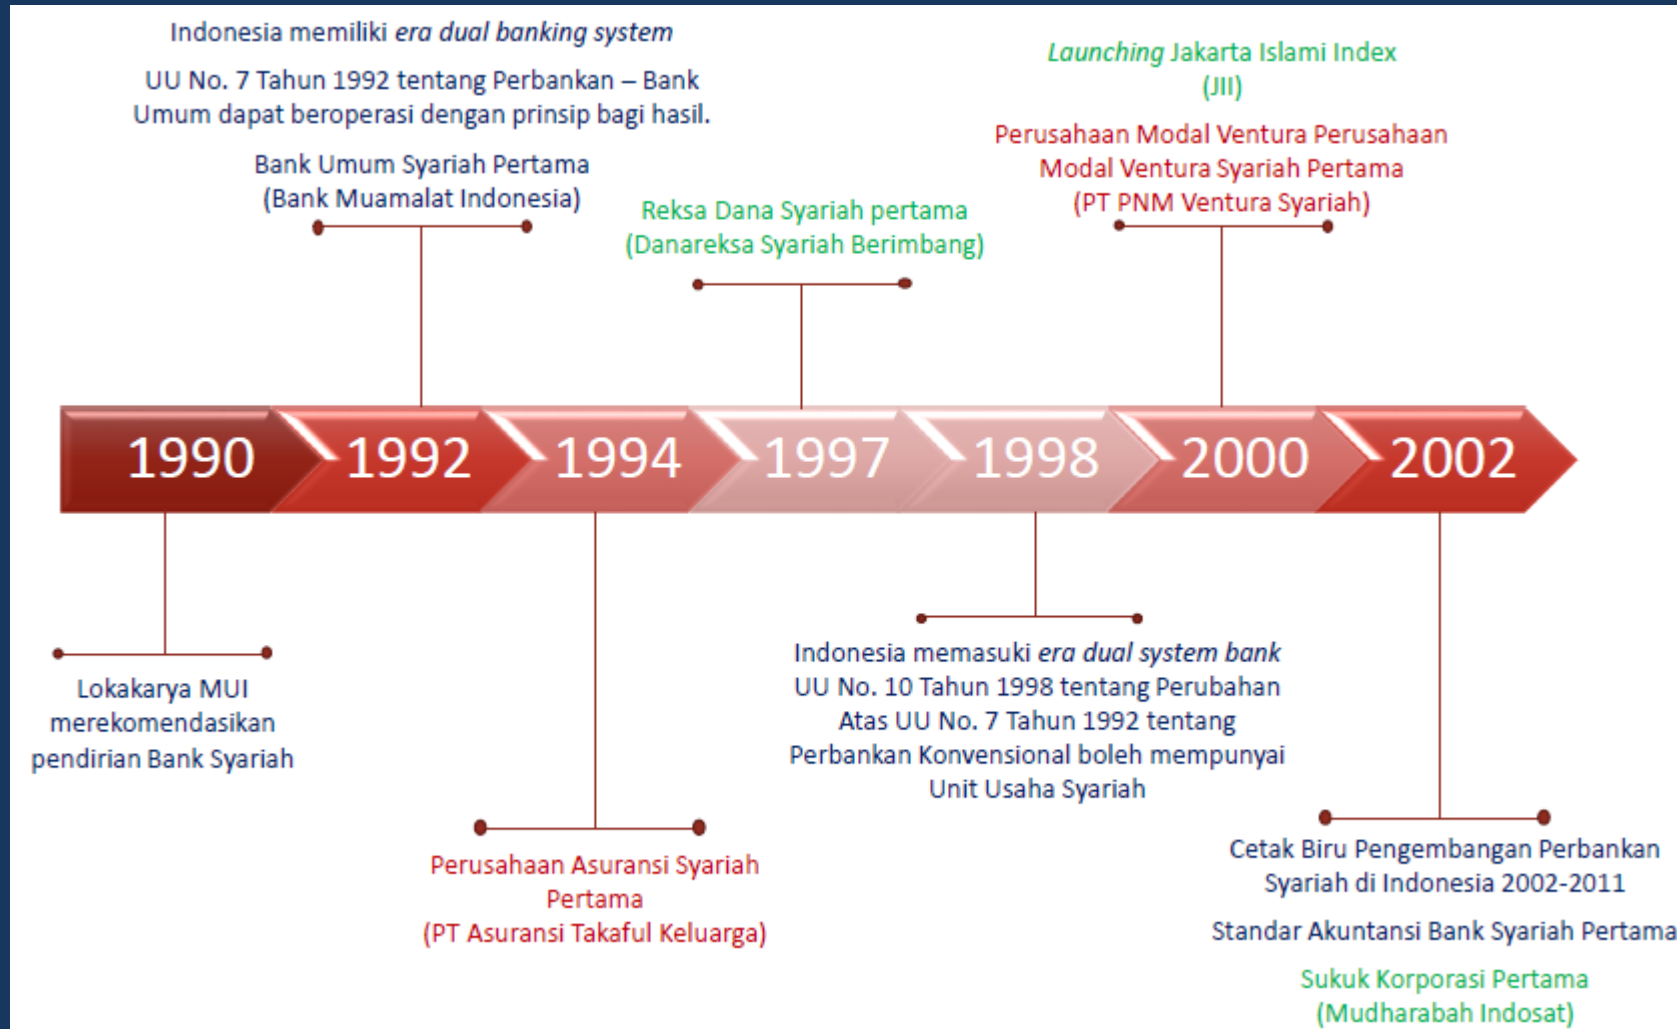 Indonesia memiliki era dual banking system
UU No. 7 Tahun 1992 tentang Perbankan – Bank
Umum dapat beroperasi dengan prinsip bagi hasil.
Bank Umum Syariah Pertama
(Bank Muamalat Indonesia)
Reksa Dana Syariah pertama
(Danareksa Syariah Berimbang)
Launching Jakarta Islami Index
(JII)
Perusahaan Modal Ventura Perusahaan
Modal Ventura Syariah Pertama
(PT PNM Ventura Syariah)
1990
1992
1994
1997
1998
2000
2002
Lokakarya MUI
merekomendasikan
pendirian Bank Syariah
Perusahaan Asuransi Syariah
Pertama
(PT Asuransi Takaful Keluarga)
Indonesia memasuki era dual system bank
UU No. 10 Tahun 1998 tentang Perubahan
Atas UU No. 7 Tahun 1992 tentang
Perbankan Konvensional boleh mempunyai
Unit Usaha Syariah
Cetak Biru Pengembangan Perbankan
Syariah di Indonesia 2002-2011
Standar Akuntansi Bank Syariah Pertama
Sukuk Korporasi Pertama
(Mudharabah Indosat)